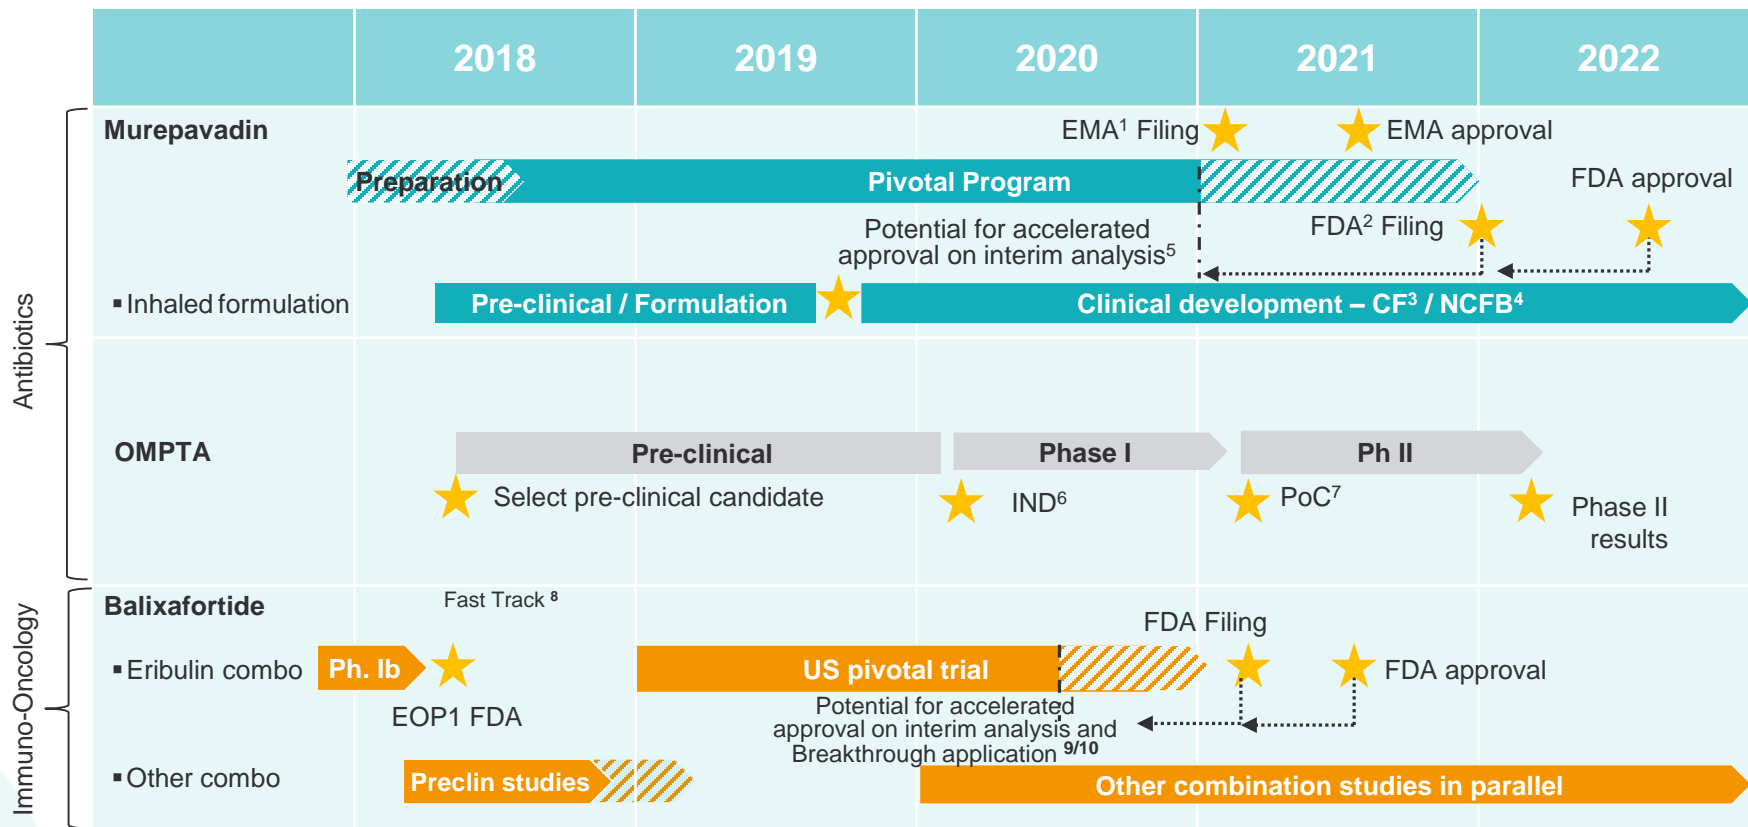 2018 2019 2020 2021 2022
Antibiotics
Murepavadin
EMA¹ Filing
EMA approval
Preparation
Pivotal Program
FDA approval
Potential for accelerated
approval on interim analysis⁵
FDA² Filing
▪ Inhaled formulation
Pre-clinical / Formulation
Clinical development – CF³ / NCFB⁴
OMPTA
Pre-clinical
Phase I
Ph II
Select pre-clinical candidate
IND⁶
PoC⁷
Phase II
results
Immuno-Oncology
Balixafortide
Fast Track ⁸
FDA Filing
▪ Eribulin combo
Ph. Ib
US pivotal trial
FDA approval
EOP1 FDA
Potential for accelerated
approval on interim analysis and
Breakthrough application ⁹/¹⁰
▪ Other combo
Preclin studies
Other combination studies in parallel